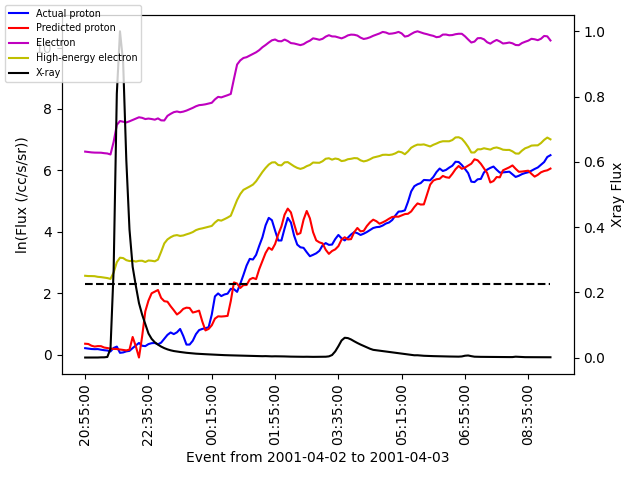 Actual proton
Predicted proton
Electron
High-energy electron
X-ray
10
8
6
4
2
0
ln(Flux (/cc/s/sr))
1.0
0.8
0.6
0.4
0.2
0.0
Xray Flux
20:55:00
22:35:00
00:15:00
01:55:00
03:35:00
05:15:00
06:55:00
08:35:00
Event from 2001-04-02 to 2001-04-03